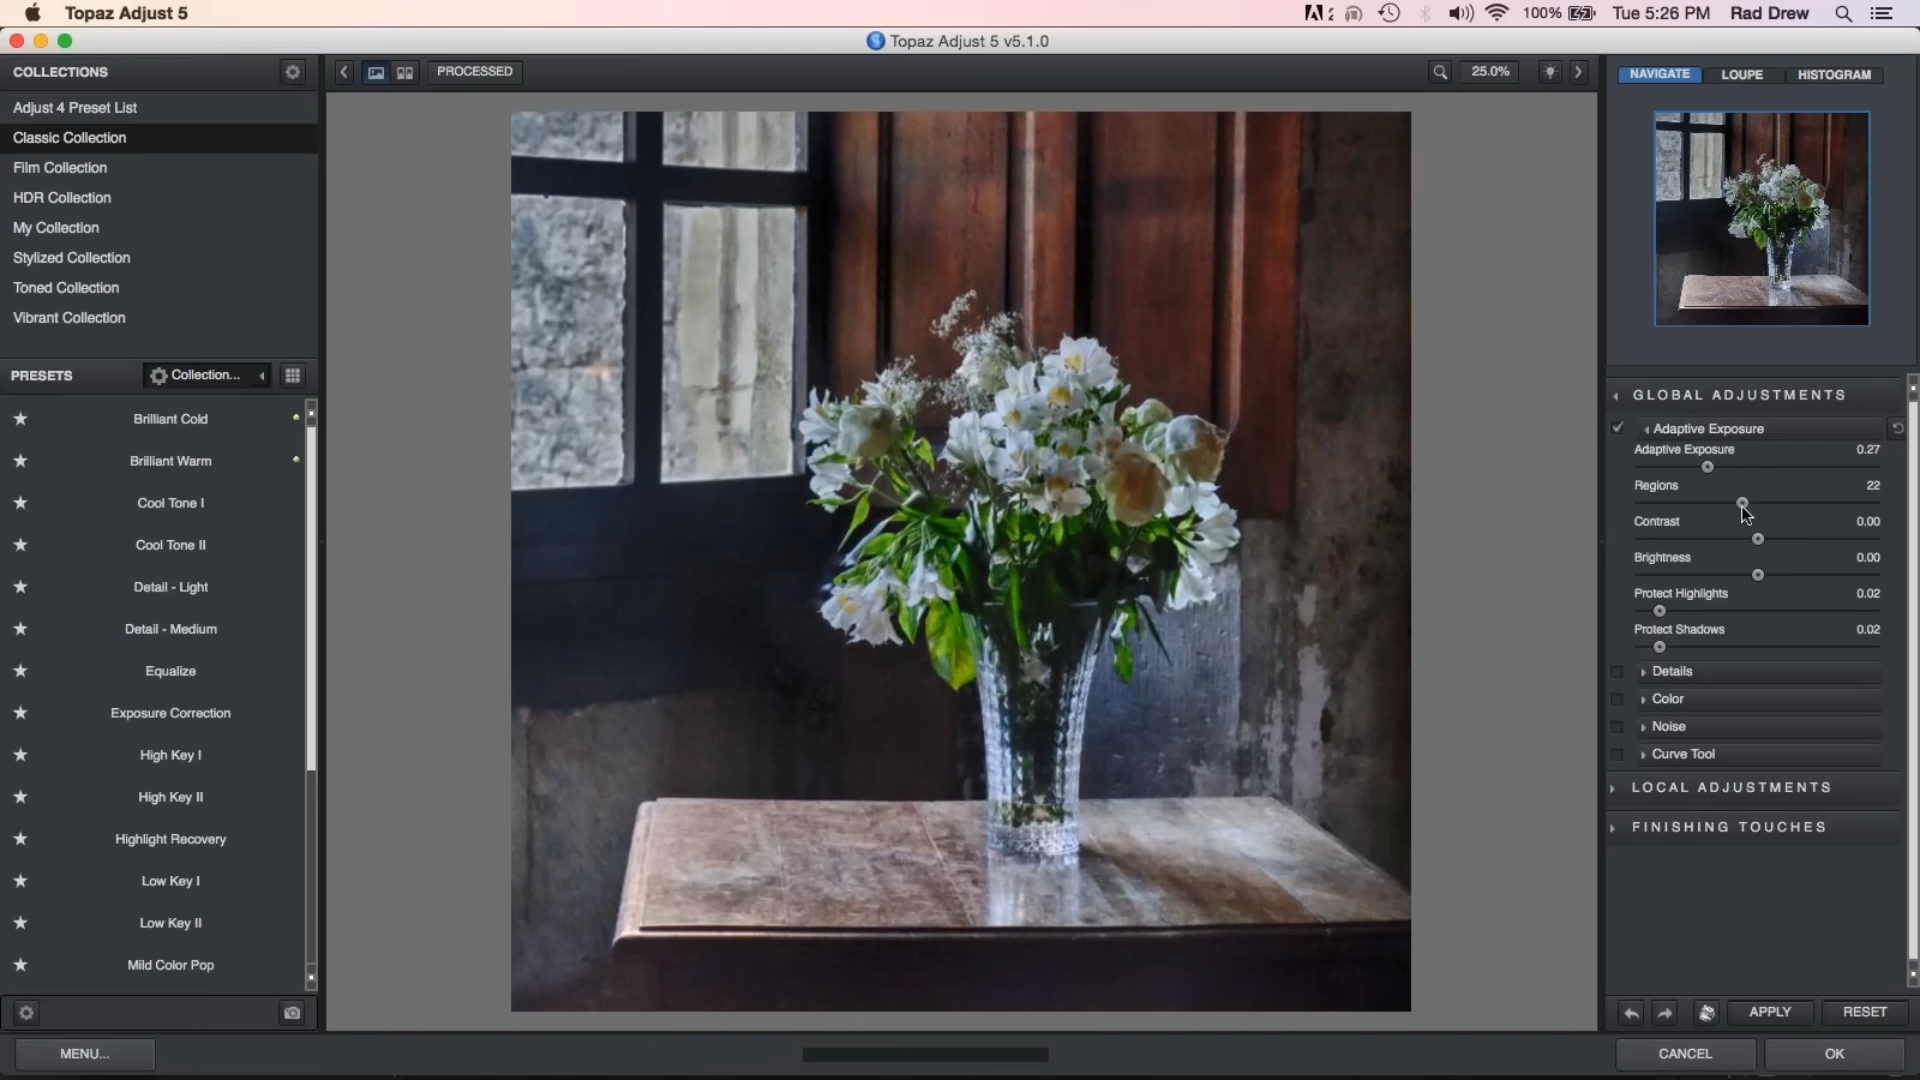 Topaz Adjust 5
2
100%
Tue 5:26 PM
Rad Drew
Topaz Adjust 5 v5.1.0
COLLECTIONS
Adjust 4 Preset List
Classic Collection
Film Collection
HDR Collection
My Collection
Stylized Collection
Toned Collection
Vibrant Collection
PRESETS
Collection...
Brilliant Cold
Brilliant Warm
Cool Tone I
Cool Tone II
Detail - Light
Detail - Medium
Equalize
Exposure Correction
High Key I
High Key II
Highlight Recovery
Low Key I
Low Key II
Mild Color Pop
MENU...
PROCESSED
25.0%
NAVIGATE
LOUPE
HISTOGRAM
GLOBAL ADJUSTMENTS
Adaptive Exposure
Adaptive Exposure 0.27
Regions 22
Contrast 0.00
Brightness 0.00
Protect Highlights 0.02
Protect Shadows 0.02
Details
Color
Noise
Curve Tool
LOCAL ADJUSTMENTS
FINISHING TOUCHES
APPLY
RESET
CANCEL
OK